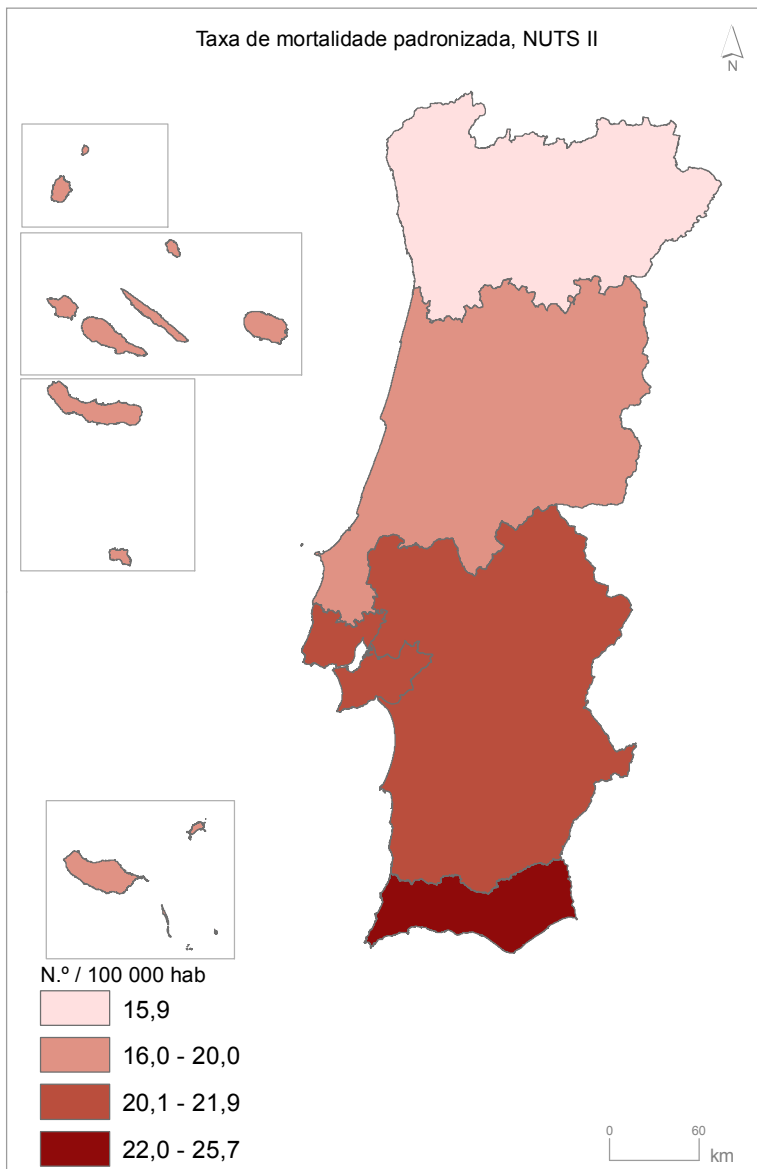 Taxa de mortalidade padronizada, NUTS II
N
N.º / 100 000 hab
15,9
16,0 - 20,0
20,1 - 21,9
22,0 - 25,7
0 60
km